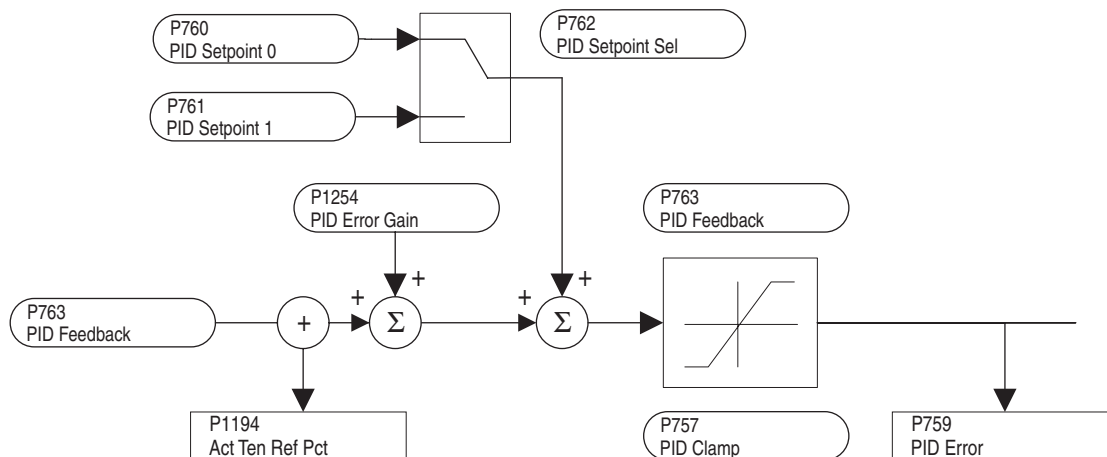 P760
PID Setpoint 0
P762
PID Setpoint Sel
P761
PID Setpoint 1
P1254
PID Error Gain
P763
PID Feedback
+ +
+ +
P763
PID Feedback
+
Σ
Σ
P1194
Act Ten Ref Pct
P757
PID Clamp
P759
PID Error